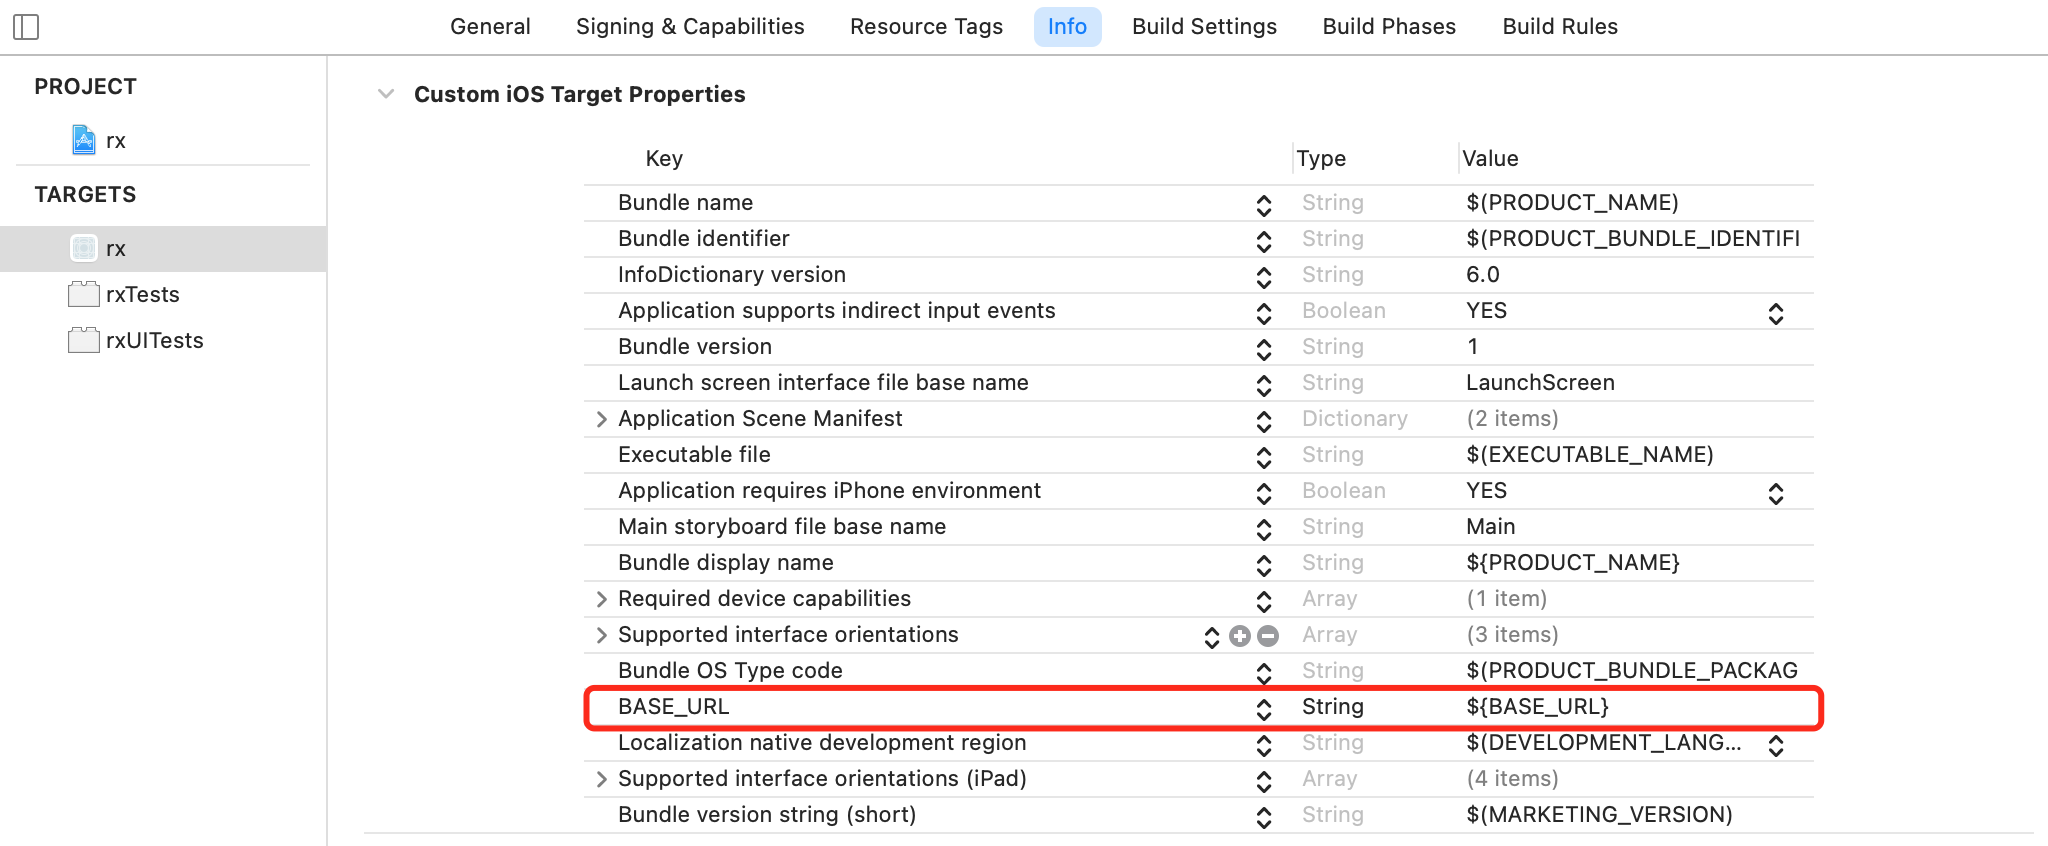 General Signing & Capabilities Resource Tags Info Build Settings Build Phases Build Rules
PROJECT
rx
TARGETS
rx
rxTests
rxUITests
Custom iOS Target Properties
Key Type Value
Bundle name String $(PRODUCT_NAME)
Bundle identifier String $(PRODUCT_BUNDLE_IDENTIFI
InfoDictionary version String 6.0
Application supports indirect input events Boolean YES
Bundle version String 1
Launch screen interface file base name String LaunchScreen
Application Scene Manifest Dictionary (2 items)
Executable file String $(EXECUTABLE_NAME)
Application requires iPhone environment Boolean YES
Main storyboard file base name String Main
Bundle display name String ${PRODUCT_NAME}
Required device capabilities Array (1 item)
Supported interface orientations Array (3 items)
Bundle OS Type code String $(PRODUCT_BUNDLE_PACKAG
BASE_URL String ${BASE_URL}
Localization native development region String $(DEVELOPMENT_LANG...
Supported interface orientations (iPad) Array (4 items)
Bundle version string (short) String $(MARKETING_VERSION)